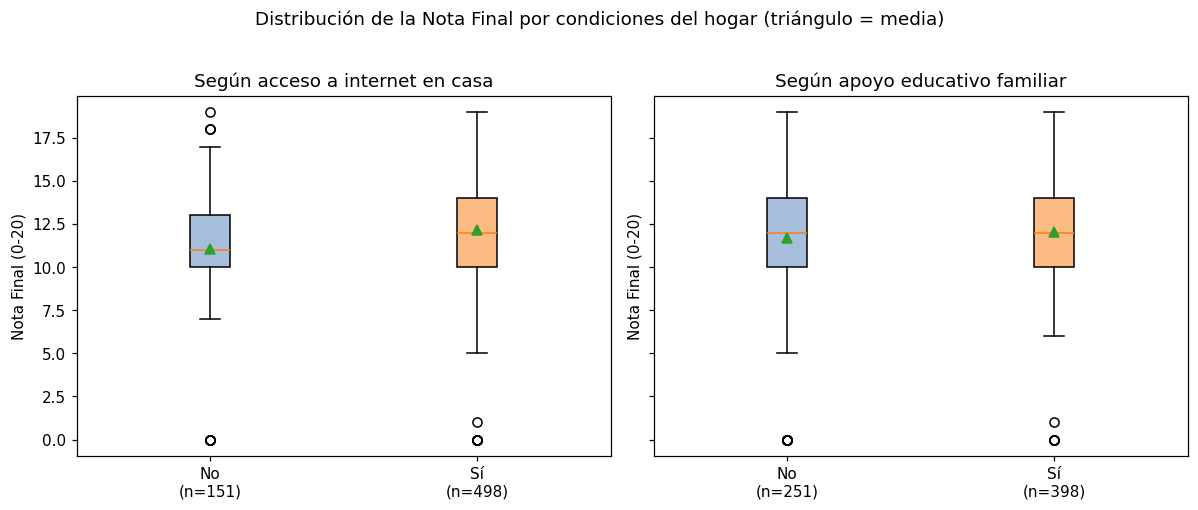 Distribución de la Nota Final por condiciones del hogar (triángulo = media)
Según acceso a internet en casa
Nota Final (0-20)
17.5
15.0
12.5
10.0
7.5
5.0
2.5
0.0
No
(n=151)
Sí
(n=498)
Según apoyo educativo familiar
Nota Final (0-20)
No
(n=251)
Sí
(n=398)